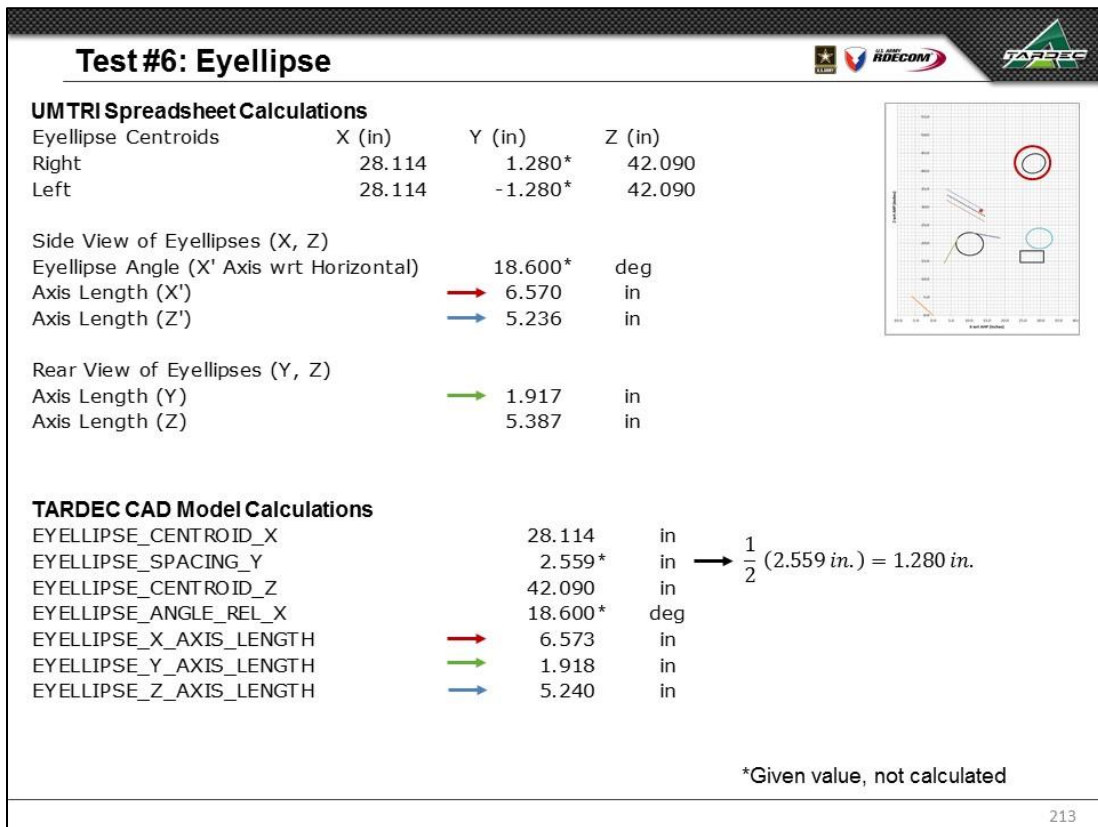 Test #6: Eyellipse
U.S. ARMY
U.S. ARMY
RDECOM
TARDEC
UMTRI Spreadsheet Calculations
Eyellipse Centroids X (in) Y (in) Z (in)
Right 28.114 1.280* 42.090
Left 28.114 -1.280* 42.090
Side View of Eyellipses (X, Z)
Eyellipse Angle (X' Axis wrt Horizontal) 18.600* deg
Axis Length (X') 6.570 in
Axis Length (Z') 5.236 in
Rear View of Eyellipses (Y, Z)
Axis Length (Y) 1.917 in
Axis Length (Z) 5.387 in
TARDEC CAD Model Calculations
EYELLIPSE_CENTROID_X 28.114 in
EYELLIPSE_SPACING_Y 2.559* in 1/2 (2.559 in.) = 1.280 in.
EYELLIPSE_CENTROID_Z 42.090 in
EYELLIPSE_ANGLE_REL_X 18.600* deg
EYELLIPSE_X_AXIS_LENGTH 6.573 in
EYELLIPSE_Y_AXIS_LENGTH 1.918 in
EYELLIPSE_Z_AXIS_LENGTH 5.240 in
*Given value, not calculated
213